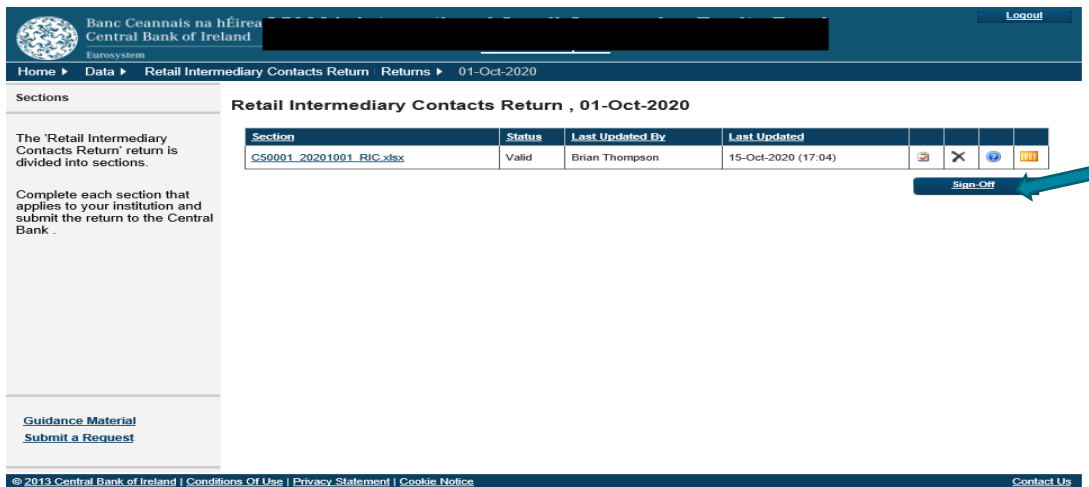 Banc Ceannais na hÉirea
Central Bank of Ireland
Eurosystem
Logout
Home Data Retail Intermediary Contacts Return Returns 01-Oct-2020
Sections
The 'Retail Intermediary
Contacts Return' return is
divided into sections.
Complete each section that
applies to your institution and
submit the return to the Central
Bank .
Guidance Material
Submit a Request
Retail Intermediary Contacts Return , 01-Oct-2020
Section Status Last Updated By Last Updated
C50001_20201001_RIC.xlsx Valid Brian Thompson 15-Oct-2020 (17:04)
Sign-Off
© 2013 Central Bank of Ireland | Conditions Of Use | Privacy Statement | Cookie Notice
Contact Us